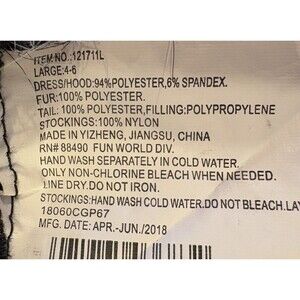 ITEM NO.:121711L
LARGE:4-6
DRESS/HOOD:94%POLYESTER,6% SPANDEX.
FUR:100% POLYESTER.
TAIL: 100% POLYESTER,FILLING:POLYPROPYLENE
STOCKINGS:100% NYLON
MADE IN YIZHENG, JIANGSU, CHINA
RN# 88490 FUN WORLD DIV.
HAND WASH SEPARATELY IN COLD WATER.
ONLY NON-CHLORINE BLEACH WHEN NEEDED.
LINE DRY.DO NOT IRON.
STOCKINGS:HAND WASH COLD WATER.DO NOT BLEACH.LAY
18060CGP67
MFG. DATE: APR.-JUN./2018